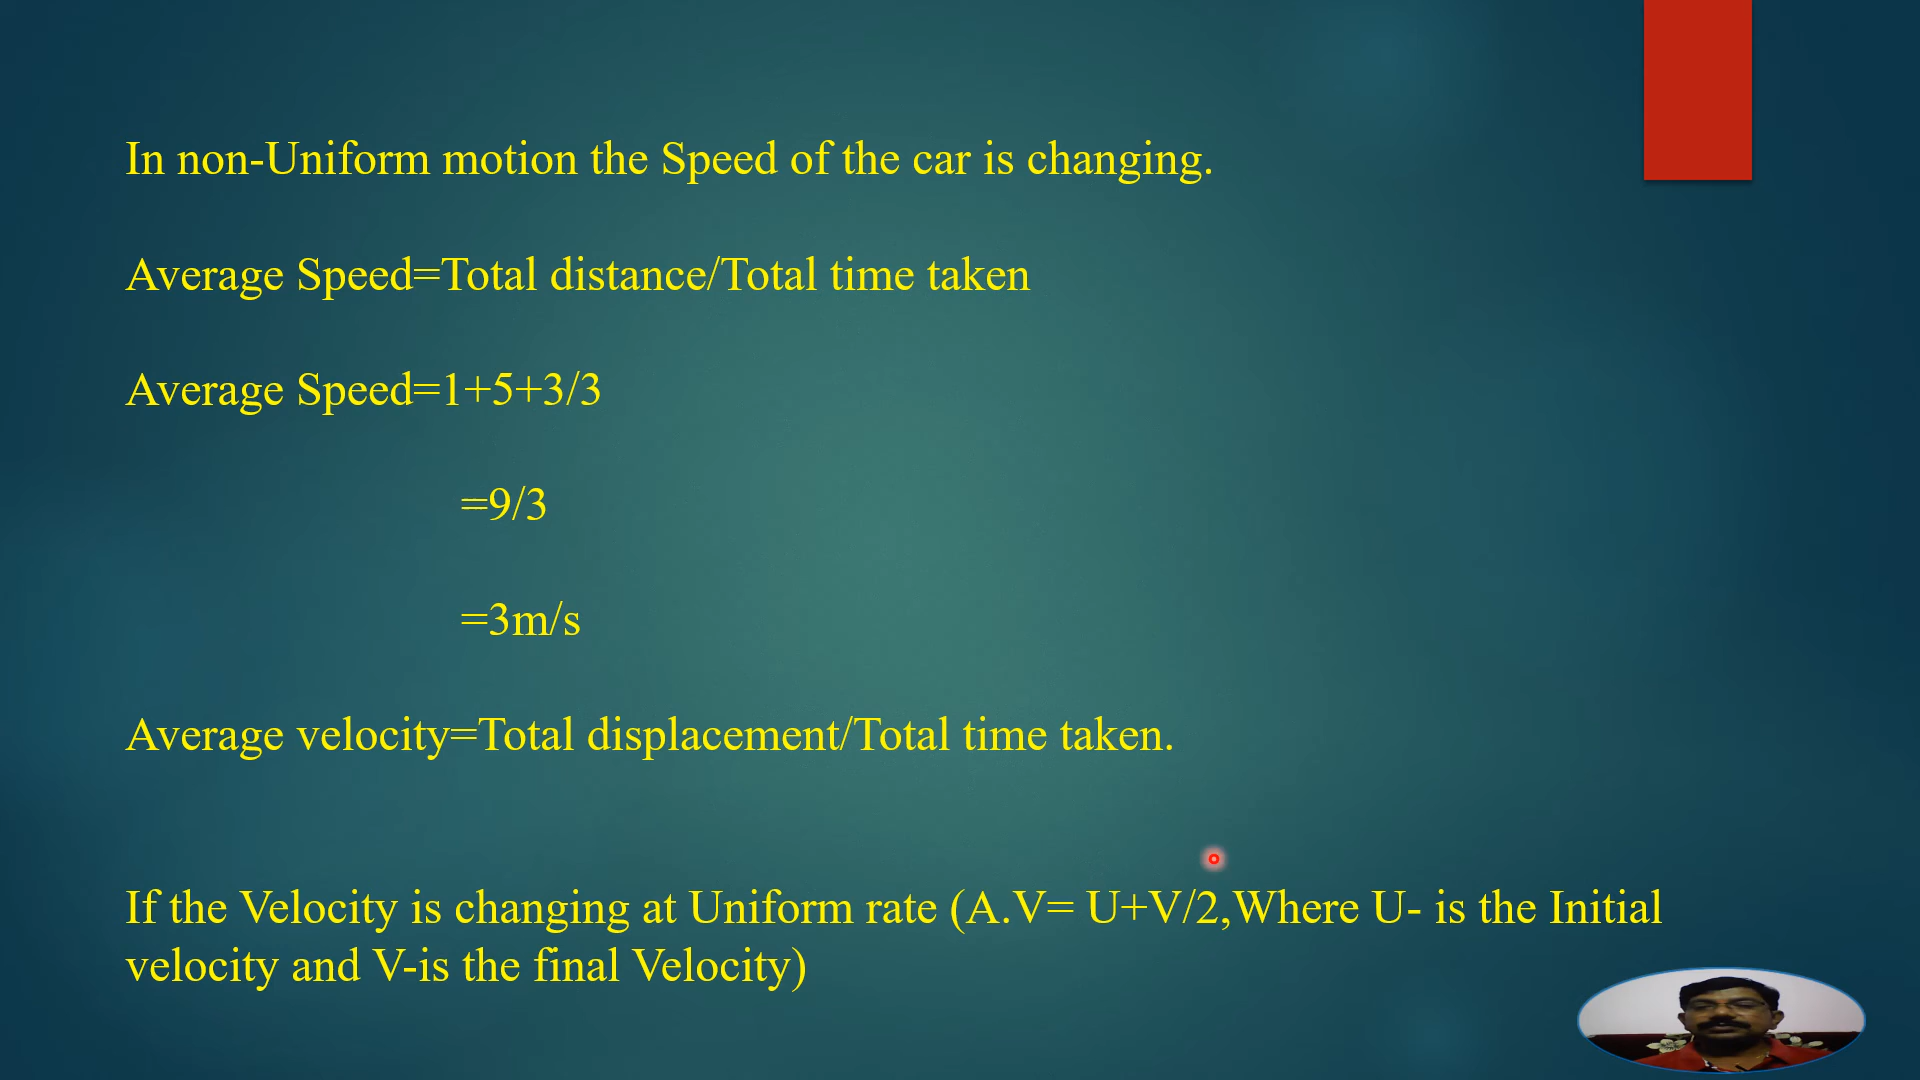 In non-Uniform motion the Speed of the car is changing.
Average Speed=Total distance/Total time taken
Average Speed=1+5+3/3
=9/3
=3m/s
Average velocity=Total displacement/Total time taken.
If the Velocity is changing at Uniform rate (A.V= U+V/2,Where U- is the Initial
velocity and V-is the final Velocity)